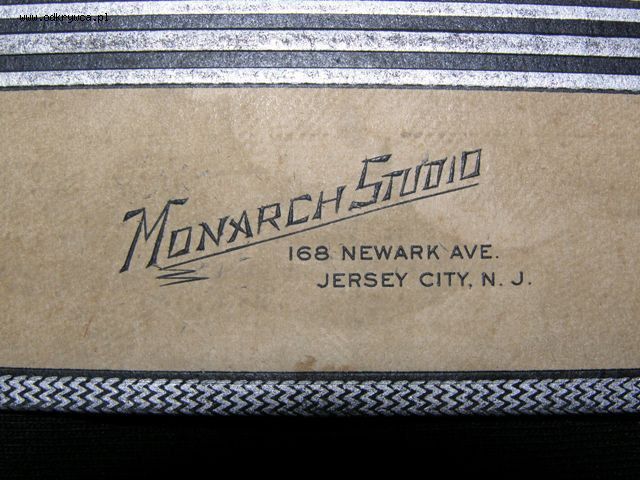 www.odkrywca.pl
MONARCH STUDIO
168 NEWARK AVE.
JERSEY CITY, N. J.